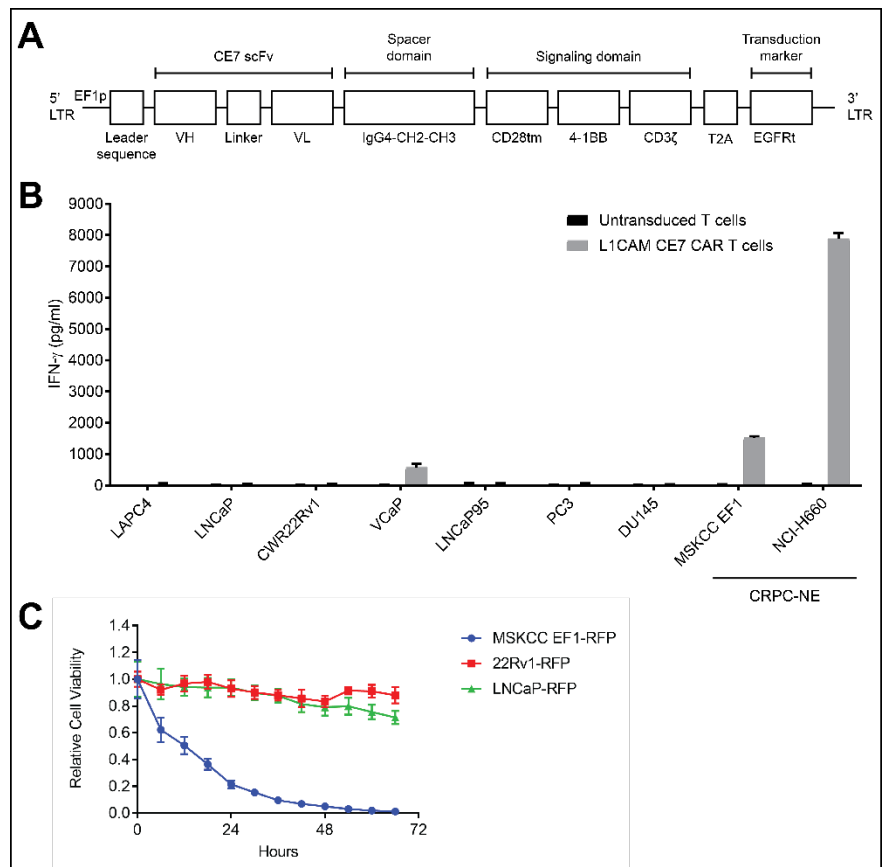 A
CE7 scFv
Spacer
domain
Signaling domain
Transduction
marker
5'
LTR
EF1p
3'
LTR
Leader
sequence
VH
Linker
VL
IgG4-CH2-CH3
CD28tm
4-1BB
CD3ζ
T2A
EGFRt
B
9000
8000
7000
6000
5000
4000
3000
2000
1000
0
IFN-γ (pg/ml)
Untransduced T cells
L1CAM CE7 CAR T cells
LAPC4
LNCaP
CWR22Rv1
VCaP
LNCaP95
PC3
DU145
MSKCC EF1
NCI-H660
CRPC-NE
C
1.4
1.2
1.0
0.8
0.6
0.4
0.2
0.0
Relative Cell Viability
0
24
48
72
Hours
MSKCC EF1-RFP
22Rv1-RFP
LNCaP-RFP